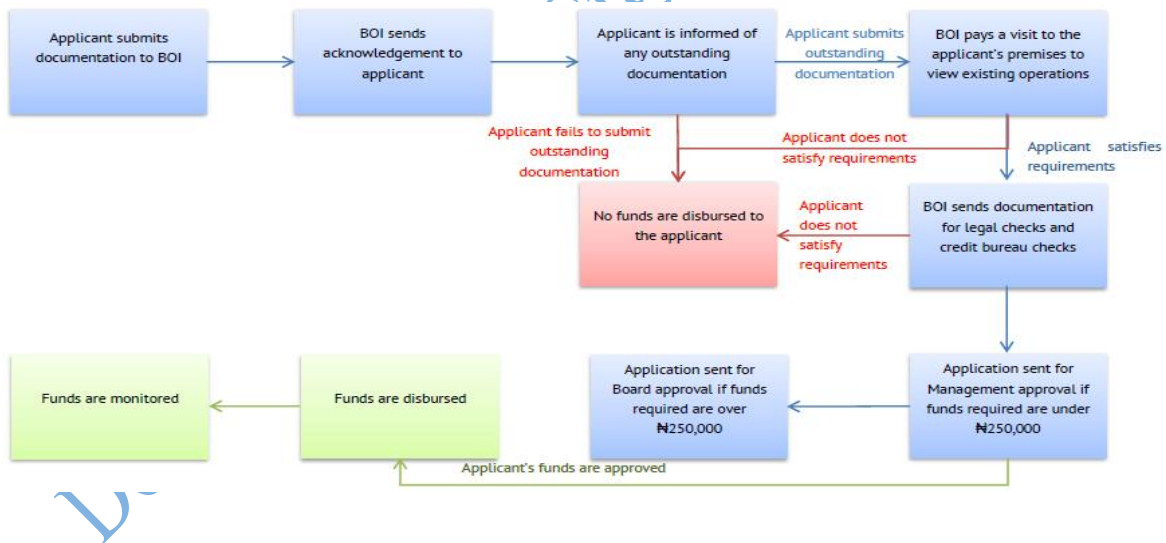 Applicant submits
documentation to BOI
BOI sends
acknowledgement to
applicant
Applicant is informed of
any outstanding
documentation
Applicant submits
outstanding
documentation
BOI pays a visit to the
applicant's premises to
view existing operations
Applicant fails to submit
outstanding
documentation
Applicant does not
satisfy requirements
Applicant satisfies
requirements
No funds are disbursed to
the applicant
Applicant
does not
satisfy
requirements
BOI sends documentation
for legal checks and
credit bureau checks
Funds are monitored
Funds are disbursed
Application sent for
Board approval if funds
required are over
₦250,000
Application sent for
Management approval if
funds required are under
₦250,000
Applicant's funds are approved